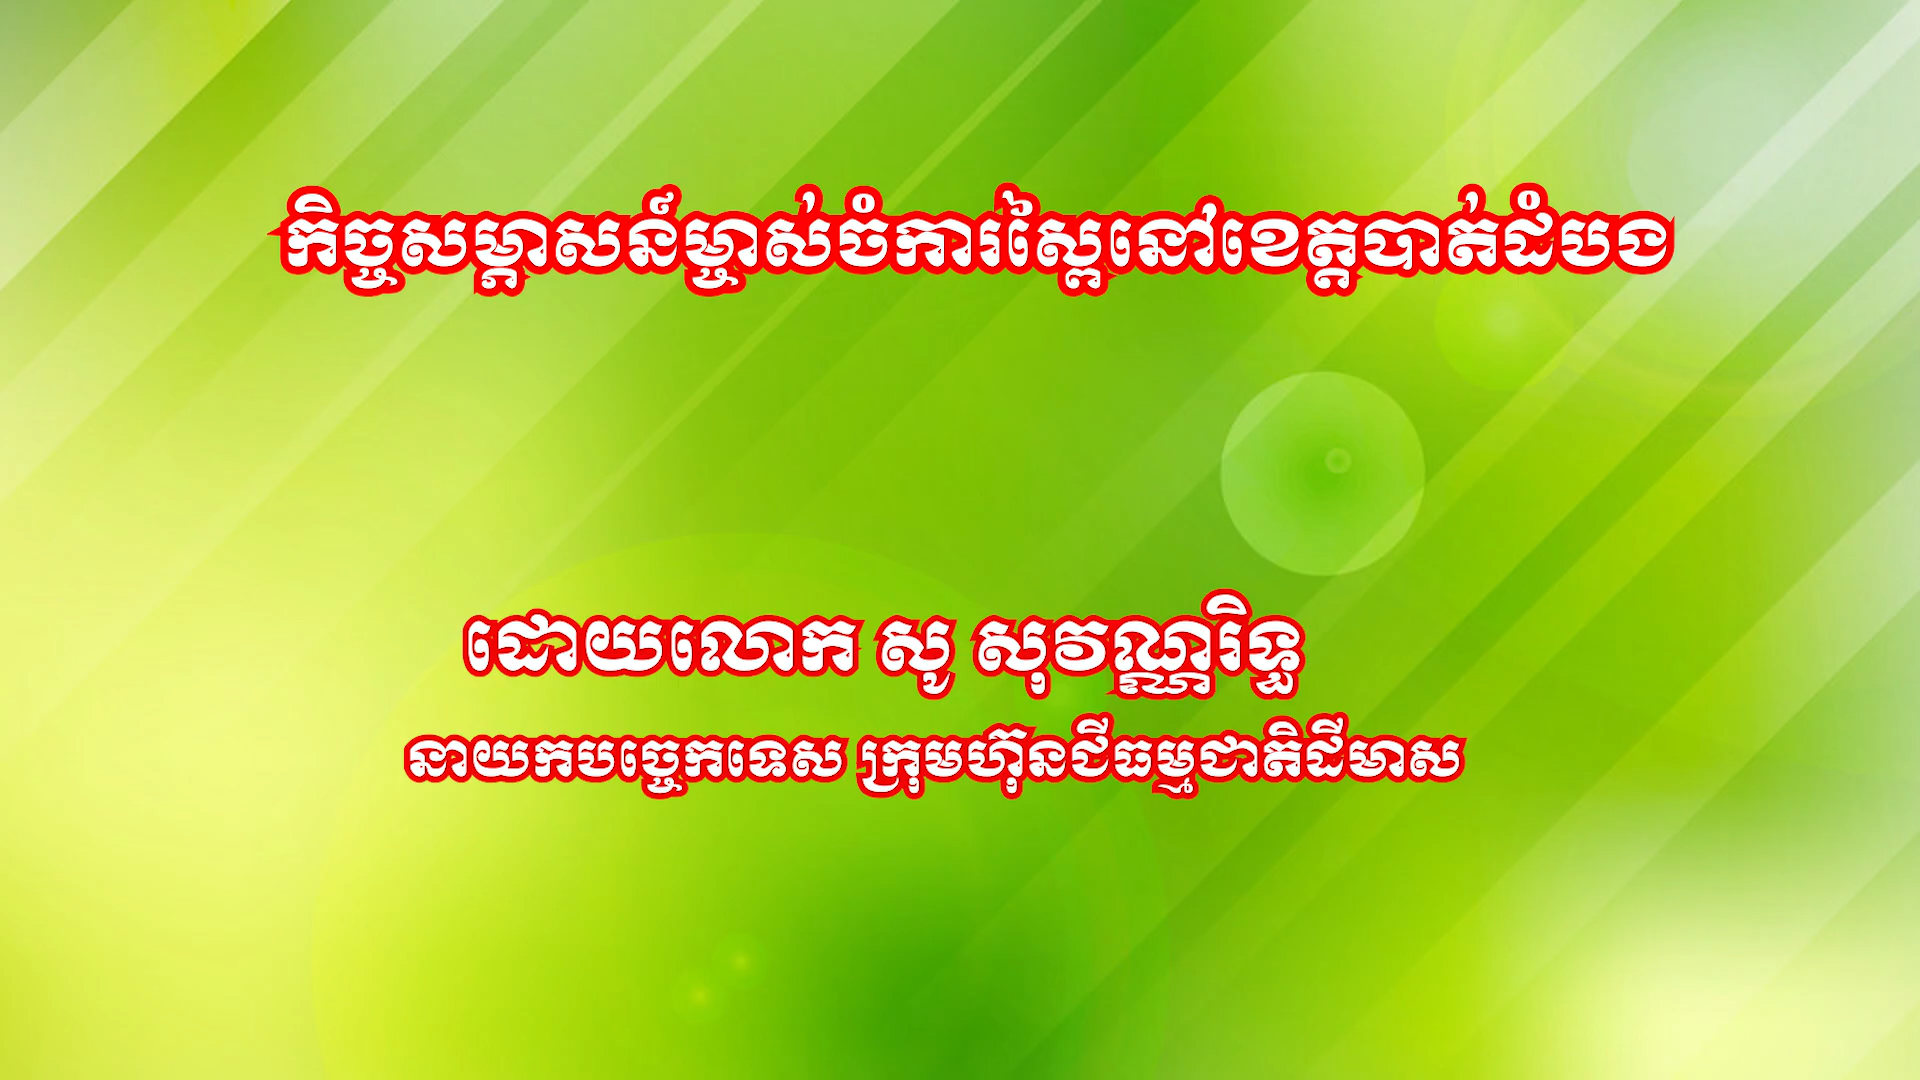 កិច្ចសម្ភាសន៍ម្ចាស់ចំការស្ពៃនៅខេត្តបាត់ដំបង
ដោយលោក សូ សុវណ្ណរិទ្ធ
នាយកបច្ចេកទេស ក្រុមហ៊ុនជីធម្មជាតិដីមាស